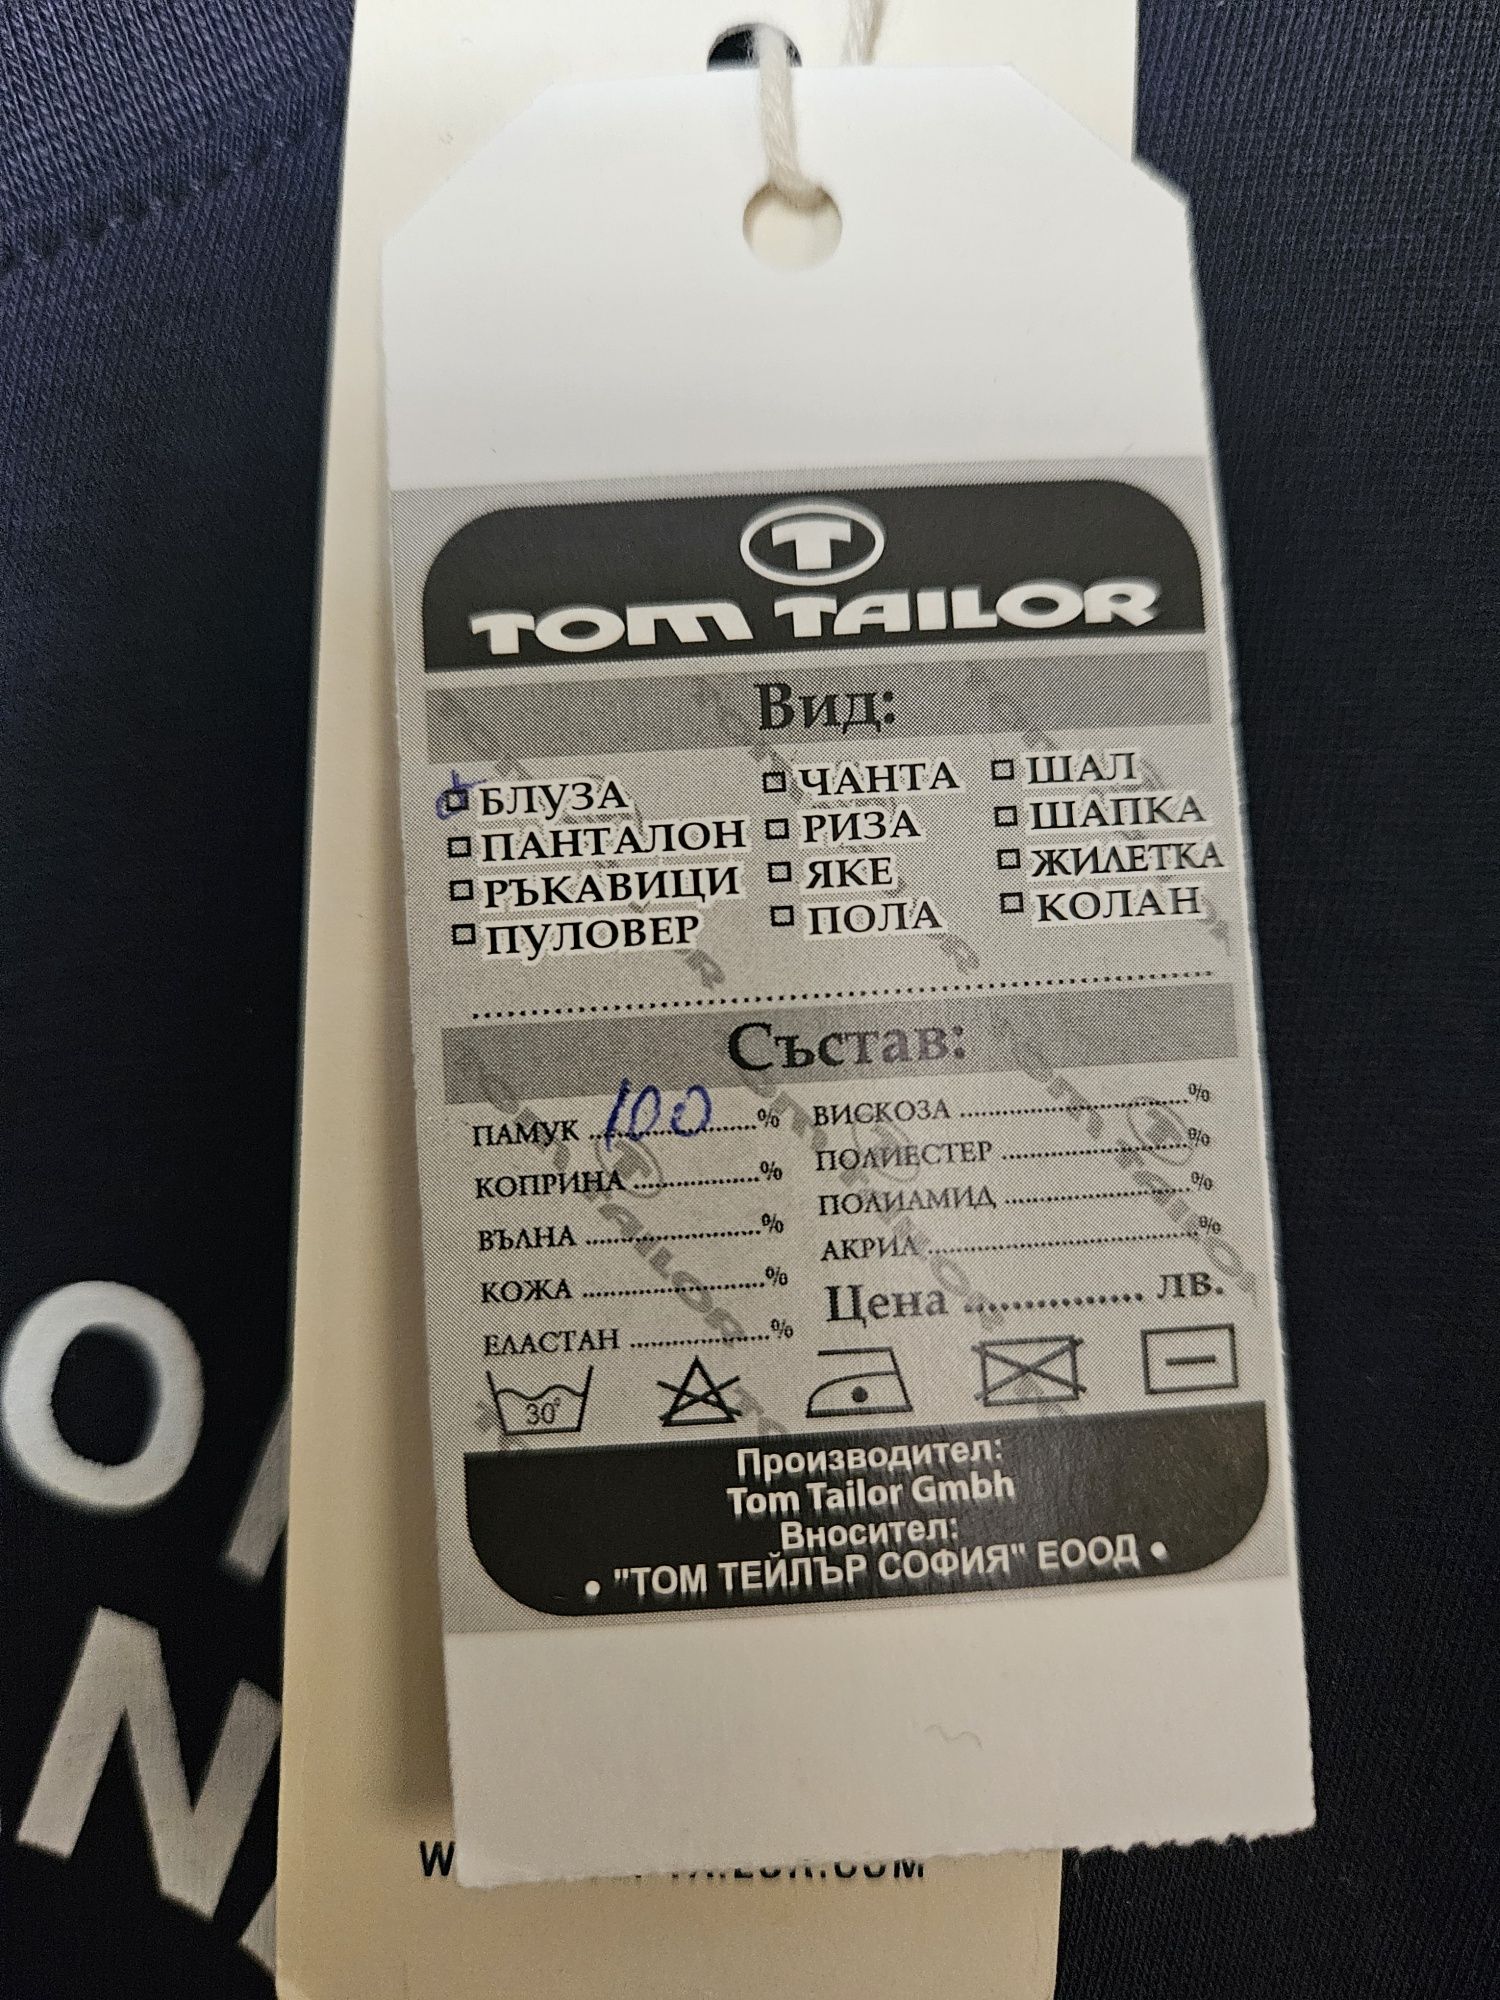 T
TOM TAILOR
Вид:
БЛУЗА
ПАНТАЛОН
РЪКАВИЦИ
ПУЛОВЕР
ЧАНТА
РИЗА
ЯКЕ
ПОЛА
ШАЛ
ШАПКА
ЖИЛЕТКА
КОЛАН
Състав:
ПАМУК 100 %
КОПРИНА ................. %
ВЪЛНА ........................ %
КОЖА ......................... %
ЕЛАСТАН ................... %
ВИСКОЗА ............................... %
ПОЛИЕСТЕР ......................... %
ПОЛИАМИД ......................... %
АКРИЛ ................................... %
Цена ............... лв.
30°
Производител:
Tom Tailor Gmbh
Вносител:
• "ТОМ ТЕЙЛЪР СОФИЯ" ЕООД •
O
N